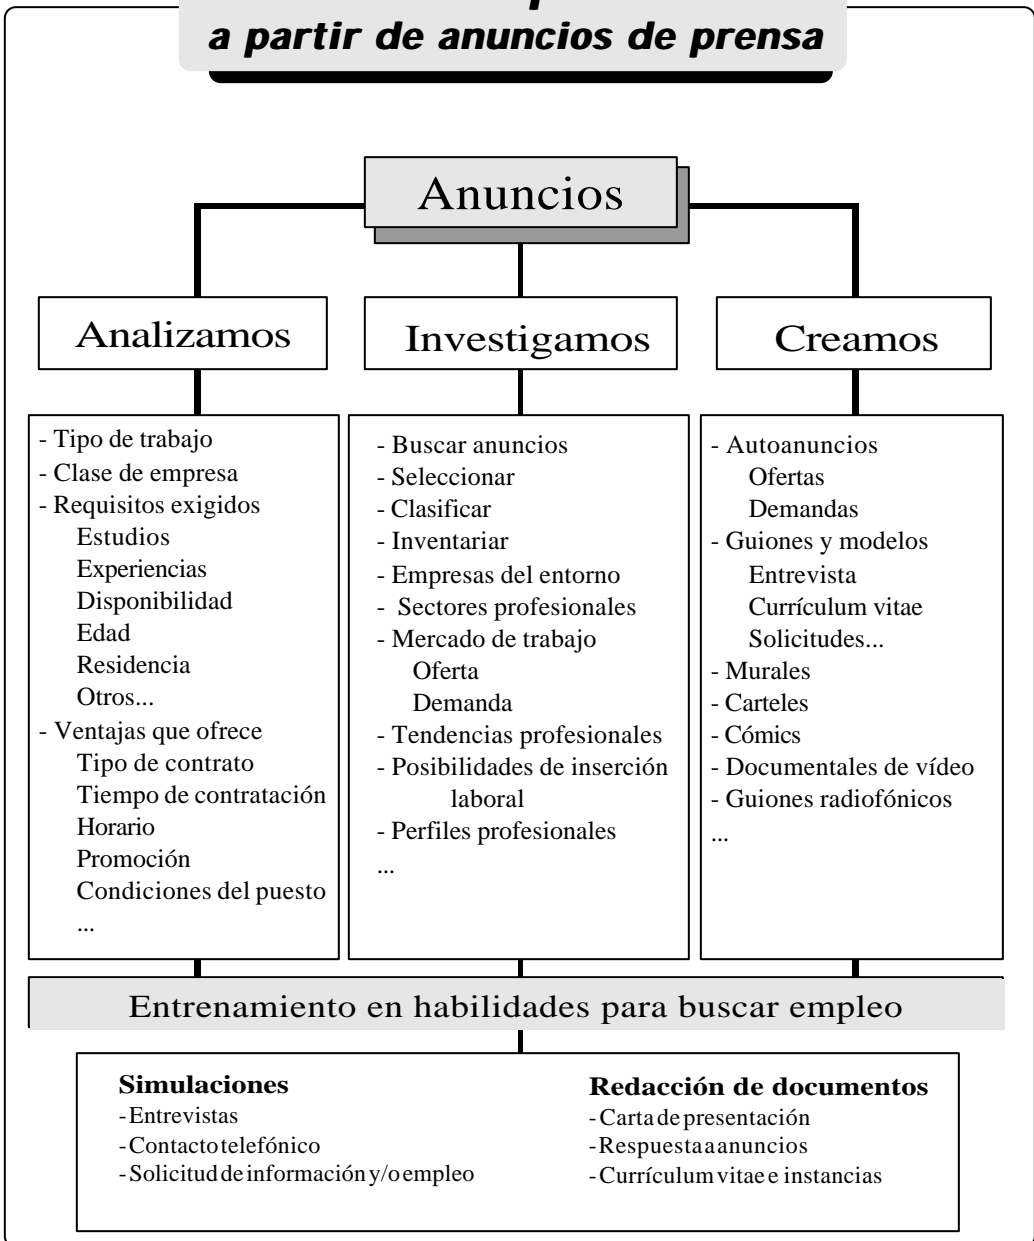 a partir de anuncios de prensa
Anuncios
Analizamos
Investigamos
Creamos
- Tipo de trabajo
- Clase de empresa
- Requisitos exigidos
Estudios
Experiencias
Disponibilidad
Edad
Residencia
Otros...
- Ventajas que ofrece
Tipo de contrato
Tiempo de contratación
Horario
Promoción
Condiciones del puesto
...
- Buscar anuncios
- Seleccionar
- Clasificar
- Inventariar
- Empresas del entorno
- Sectores profesionales
- Mercado de trabajo
Oferta
Demanda
- Tendencias profesionales
- Posibilidades de inserción
laboral
- Perfiles profesionales
...
- Autoanuncios
Ofertas
Demandas
- Guiones y modelos
Entrevista
Currículum vitae
Solicitudes...
- Murales
- Carteles
- Cómics
- Documentales de vídeo
- Guiones radiofónicos
...
Entrenamiento en habilidades para buscar empleo
Simulaciones
- Entrevistas
- Contacto telefónico
- Solicitud de información y/o empleo
Redacción de documentos
- Carta de presentación
- Respuesta a anuncios
- Currículum vitae e instancias